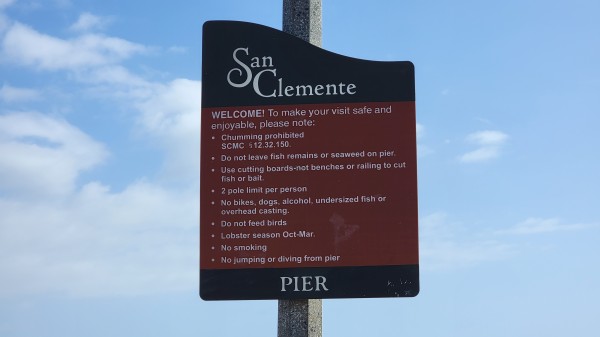 San
Clemente
WELCOME! To make your visit safe and
enjoyable, please note:
• Chumming prohibited
SCMC § 12.32.150.
• Do not leave fish remains or seaweed on pier.
• Use cutting boards-not benches or railing to cut
fish or bait.
• 2 pole limit per person
• No bikes, dogs, alcohol, undersized fish or
overhead casting.
• Do not feed birds
• Lobster season Oct-Mar.
• No smoking
• No jumping or diving from pier
PIER